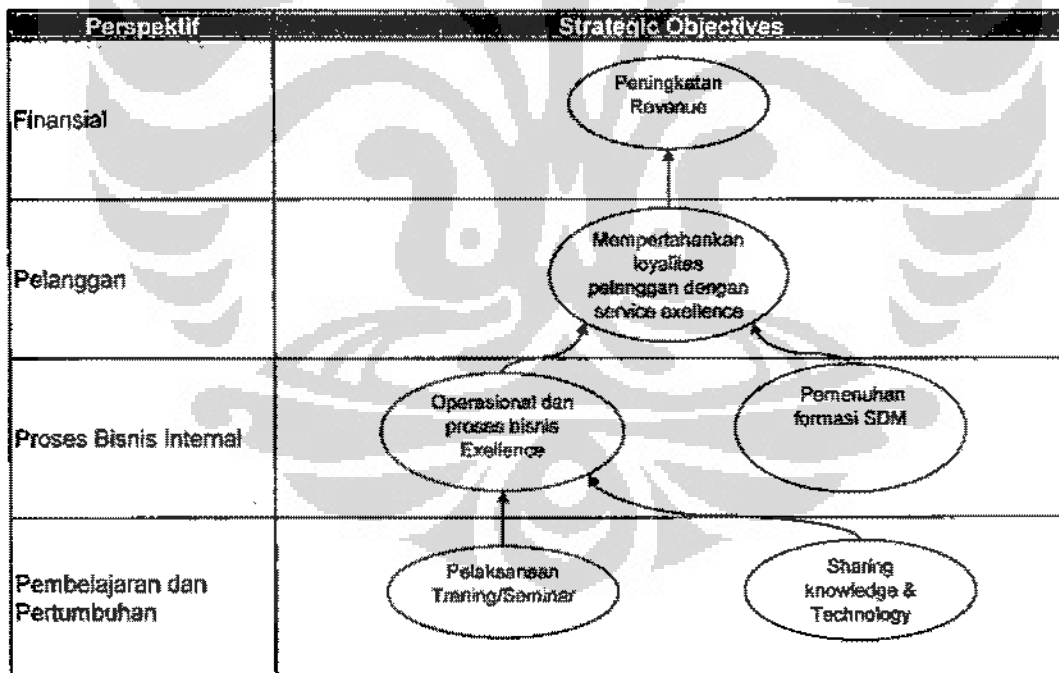 Perspektif
Strategic Objectives
Finansial
Peningkatan
Revenue
Pelanggan
Mempertahankan
loyalites
pelanggan dengan
service exellence
Proses Bisnis Internal
Operasional dan
proses bisnis
Exellence
Pemenuhan
formasi SDM
Pembelajaran dan
Pertumbuhan
Pelaksanaan
Traning/Seminar
Sharing
knowledge &
Technology